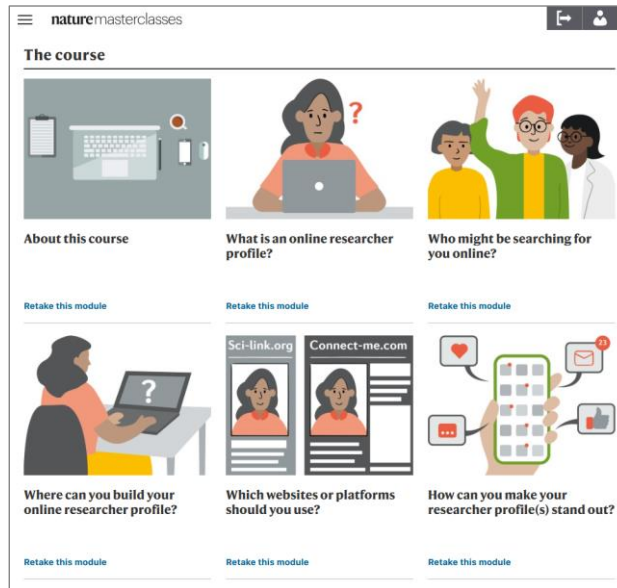 nature masterclasses
The course
?
About this course
What is an online researcher
profile?
Who might be searching for
you online?
Retake this module
Retake this module
Retake this module
?
Sci-link.org
Connect-me.com
23
Where can you build your
online researcher profile?
Which websites or platforms
should you use?
How can you make your
researcher profile(s) stand out?
Retake this module
Retake this module
Retake this module